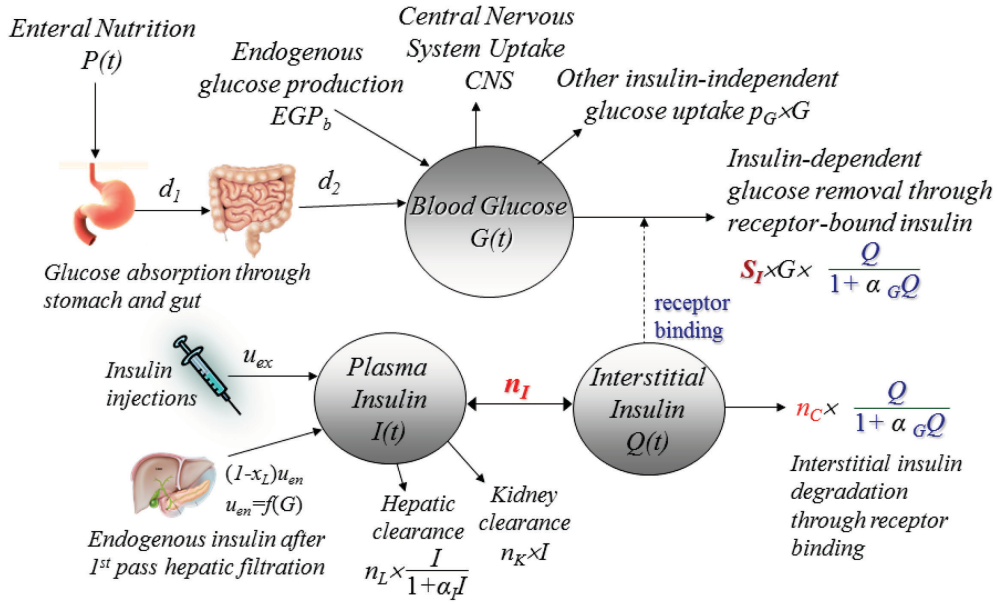 Enteral Nutrition
P(t)
Endogenous
glucose production
EGP_b
Central Nervous
System Uptake
CNS
Other insulin-independent
glucose uptake p_G×G
d_1
d_2
Blood Glucose
G(t)
Insulin-dependent
glucose removal through
receptor-bound insulin
S_I×G× Q
1+ α_GQ
Glucose absorption through
stomach and gut
receptor
binding
Insulin
injections
u_ex
Plasma
Insulin
I(t)
n_I
Interstitial
Insulin
Q(t)
n_C× Q
1+ α_GQ
Interstitial insulin
degradation
through receptor
binding
(1-x_L)u_en
u_en=f(G)
Endogenous insulin after
1st pass hepatic filtration
Hepatic
clearance
n_L× I
1+α_II
Kidney
clearance
n_K×I